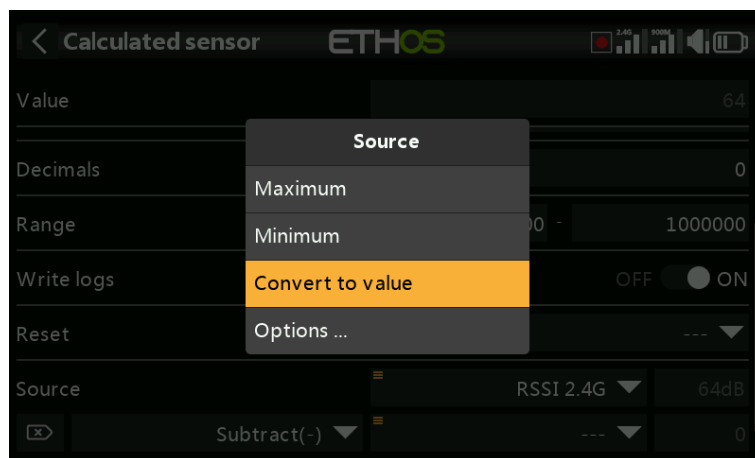 Calculated sensor ETHOS 2.4G 900M
Value 64
Source
Decimals 0
Maximum
Range 00 - 1000000
Minimum
Write logs OFF ON
Convert to value
Reset ---
Options ...
Source RSSI 2.4G 64dB
Subtract(-) --- 0